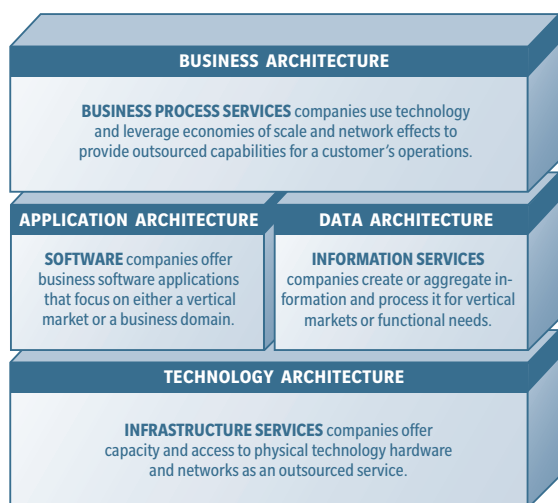 BUSINESS ARCHITECTURE
BUSINESS PROCESS SERVICES companies use technology
and leverage economies of scale and network effects to
provide outsourced capabilities for a customer's operations.
APPLICATION ARCHITECTURE
SOFTWARE companies offer
business software applications
that focus on either a vertical
market or a business domain.
DATA ARCHITECTURE
INFORMATION SERVICES
companies create or aggregate in-
formation and process it for vertical
markets or functional needs.
TECHNOLOGY ARCHITECTURE
INFRASTRUCTURE SERVICES companies offer
capacity and access to physical technology hardware
and networks as an outsourced service.